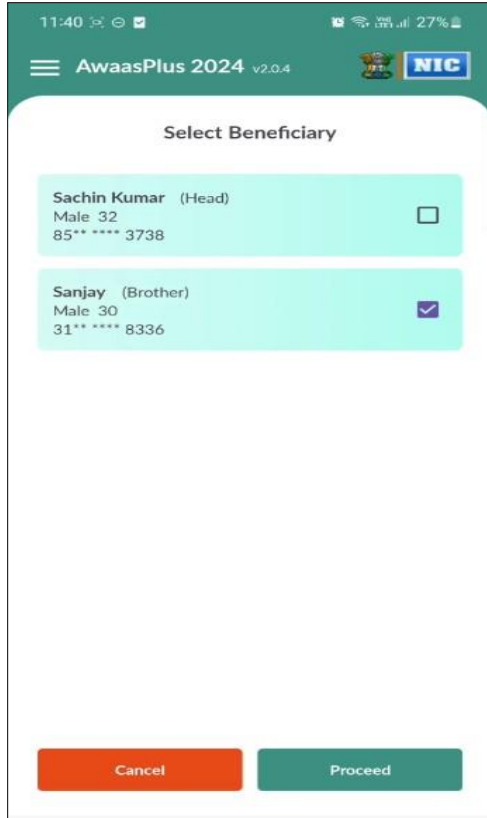 11:40
27%
AwaasPlus 2024 v2.0.4
NIC
Select Beneficiary
Sachin Kumar (Head)
Male 32
85** **** 3738
Sanjay (Brother)
Male 30
31** **** 8336
Cancel
Proceed